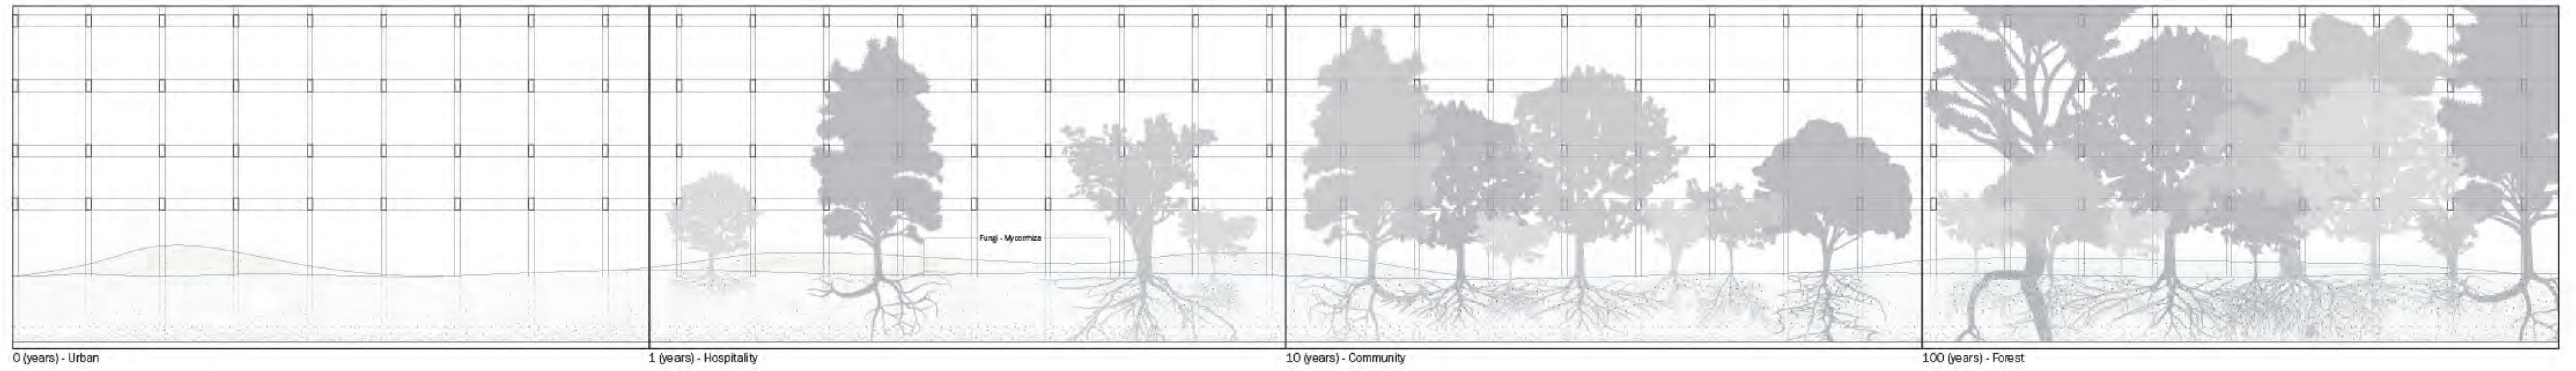 Fungi - Mycorrhiza
0 (years) - Urban
1 (years) - Hospitality
10 (years) - Community
100 (years) - Forest